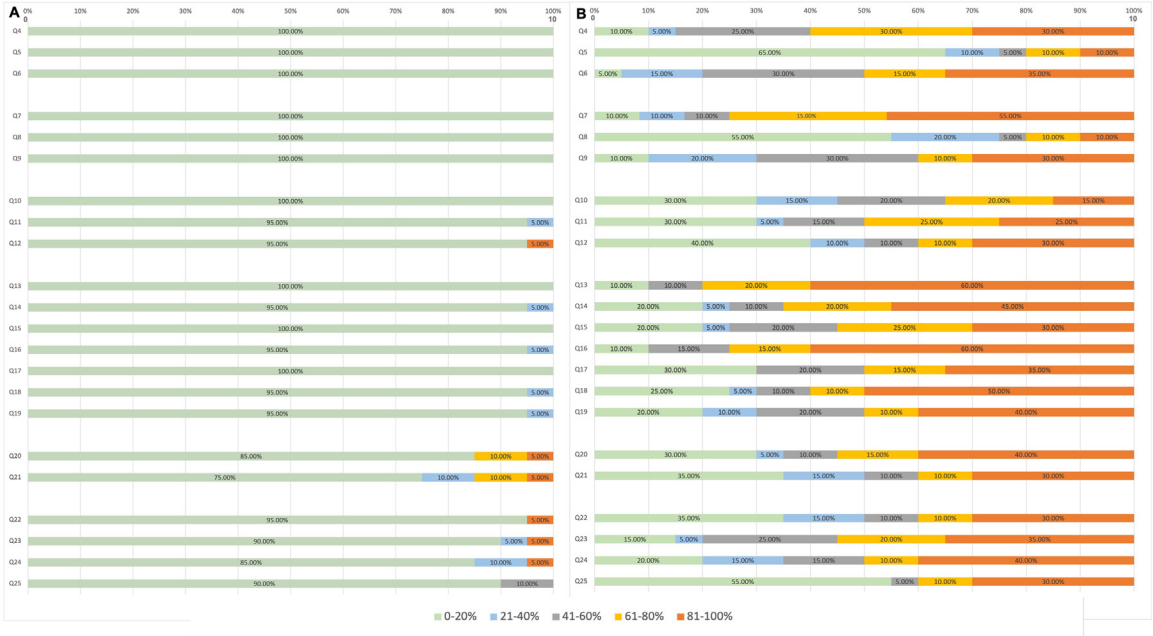 A
0% 10% 20% 30% 40% 50% 60% 70% 80% 90% 100%
10
Q4 100.00%
Q5 100.00%
Q6 100.00%
Q7 100.00%
Q8 100.00%
Q9 100.00%
Q10 100.00%
Q11 95.00% 5.00%
Q12 95.00% 5.00%
Q13 100.00%
Q14 95.00% 5.00%
Q15 100.00%
Q16 95.00% 5.00%
Q17 100.00%
Q18 95.00% 5.00%
Q19 95.00% 5.00%
Q20 85.00% 10.00% 5.00%
Q21 75.00% 10.00% 10.00% 5.00%
Q22 95.00% 5.00%
Q23 90.00% 5.00% 5.00%
Q24 85.00% 10.00% 5.00%
Q25 90.00% 10.00%
B
0% 10% 20% 30% 40% 50% 60% 70% 80% 90% 100%
10
Q4 10.00% 5.00% 25.00% 30.00% 30.00%
Q5 65.00% 10.00% 5.00% 10.00% 10.00%
Q6 5.00% 15.00% 30.00% 15.00% 35.00%
Q7 10.00% 10.00% 10.00% 15.00% 55.00%
Q8 55.00% 20.00% 5.00% 10.00% 10.00%
Q9 10.00% 20.00% 30.00% 10.00% 30.00%
Q10 30.00% 15.00% 20.00% 20.00% 15.00%
Q11 30.00% 5.00% 15.00% 25.00% 25.00%
Q12 40.00% 10.00% 10.00% 10.00% 30.00%
Q13 10.00% 10.00% 20.00% 60.00%
Q14 20.00% 5.00% 10.00% 20.00% 45.00%
Q15 20.00% 5.00% 20.00% 25.00% 30.00%
Q16 10.00% 15.00% 15.00% 60.00%
Q17 30.00% 20.00% 15.00% 35.00%
Q18 25.00% 5.00% 10.00% 10.00% 50.00%
Q19 20.00% 10.00% 20.00% 10.00% 40.00%
Q20 30.00% 5.00% 10.00% 15.00% 40.00%
Q21 35.00% 15.00% 10.00% 10.00% 30.00%
Q22 35.00% 15.00% 10.00% 10.00% 30.00%
Q23 15.00% 5.00% 25.00% 20.00% 35.00%
Q24 20.00% 15.00% 15.00% 10.00% 40.00%
Q25 55.00% 5.00% 10.00% 30.00%
0-20% 21-40% 41-60% 61-80% 81-100%